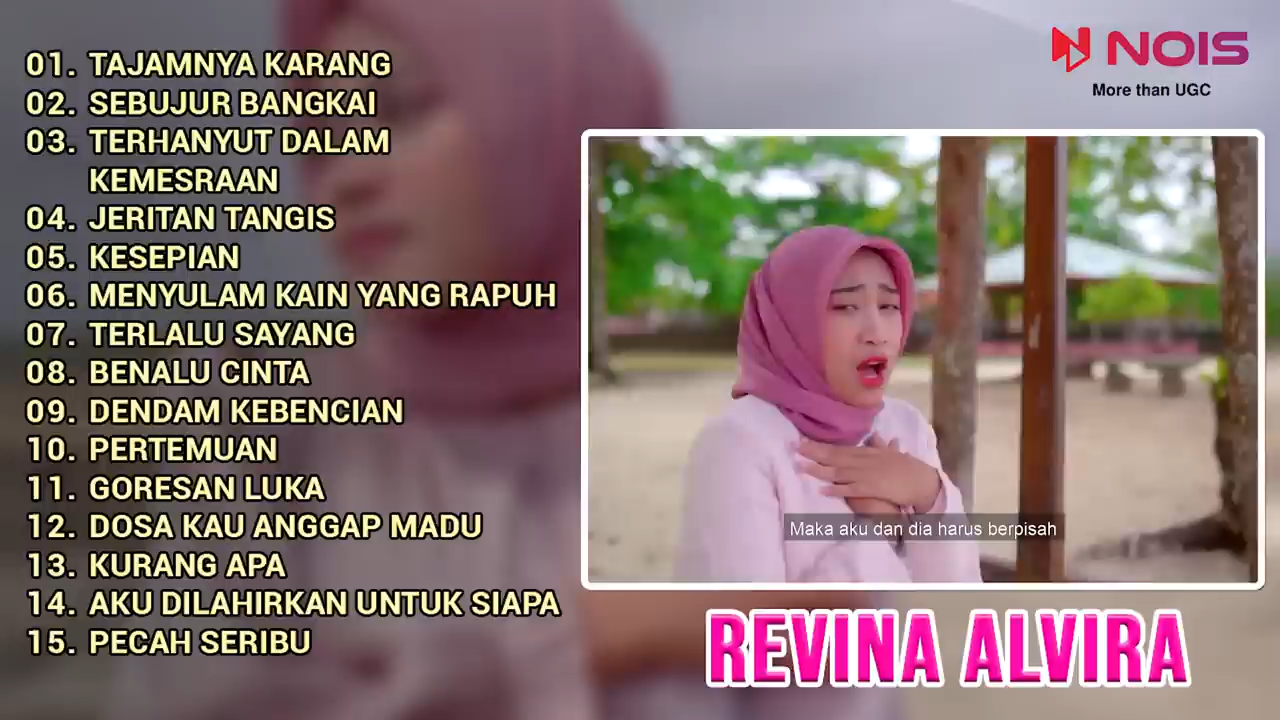 01. TAJAMNYA KARANG
02. SEBUJUR BANGKAI
03. TERHANYUT DALAM
KEMESRAAN
04. JERITAN TANGIS
05. KESEPIAN
06. MENYULAM KAIN YANG RAPUH
07. TERLALU SAYANG
08. BENALU CINTA
09. DENDAM KEBENCIAN
10. PERTEMUAN
11. GORESAN LUKA
12. DOSA KAU ANGGAP MADU
13. KURANG APA
14. AKU DILAHIRKAN UNTUK SIAPA
15. PECAH SERIBU
NOIS
More than UGC
Maka aku dan dia harus berpisah
REVINA ALVIRA